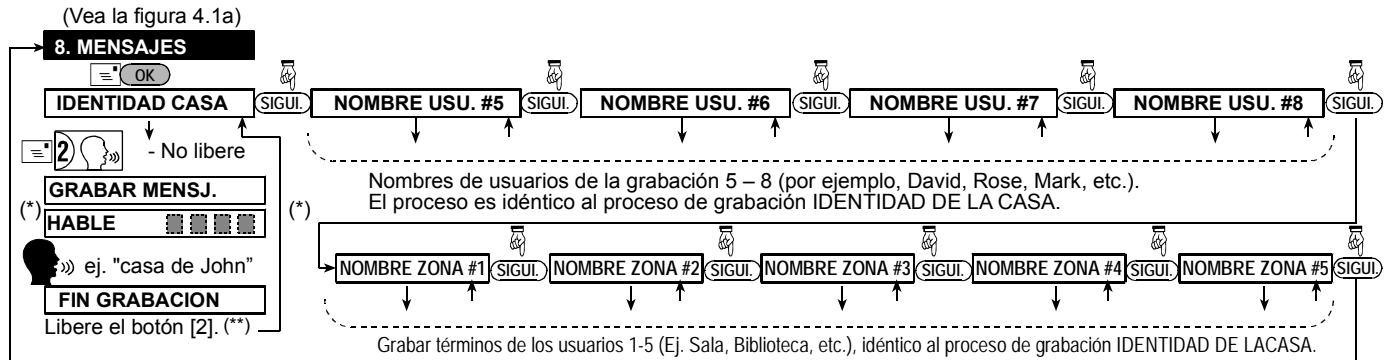 (Vea la figura 4.1a)
8. MENSAJES
OK
IDENTIDAD CASA SIGUI. NOMBRE USU. #5 SIGUI. NOMBRE USU. #6 SIGUI. NOMBRE USU. #7 SIGUI. NOMBRE USU. #8 SIGUI.
2 - No libere
GRABAR MENSJ.
Nombres de usuarios de la grabación 5 – 8 (por ejemplo, David, Rose, Mark, etc.).
El proceso es idéntico al proceso de grabación IDENTIDAD DE LA CASA.
(*) HABLE (*)
ej. "casa de John”
NOMBRE ZONA #1 SIGUI. NOMBRE ZONA #2 SIGUI. NOMBRE ZONA #3 SIGUI. NOMBRE ZONA #4 SIGUI. NOMBRE ZONA #5 SIGUI.
FIN GRABACION
Libere el botón [2]. (**)
Grabar términos de los usuarios 1-5 (Ej. Sala, Biblioteca, etc.), idéntico al proceso de grabación IDENTIDAD DE LACASA.